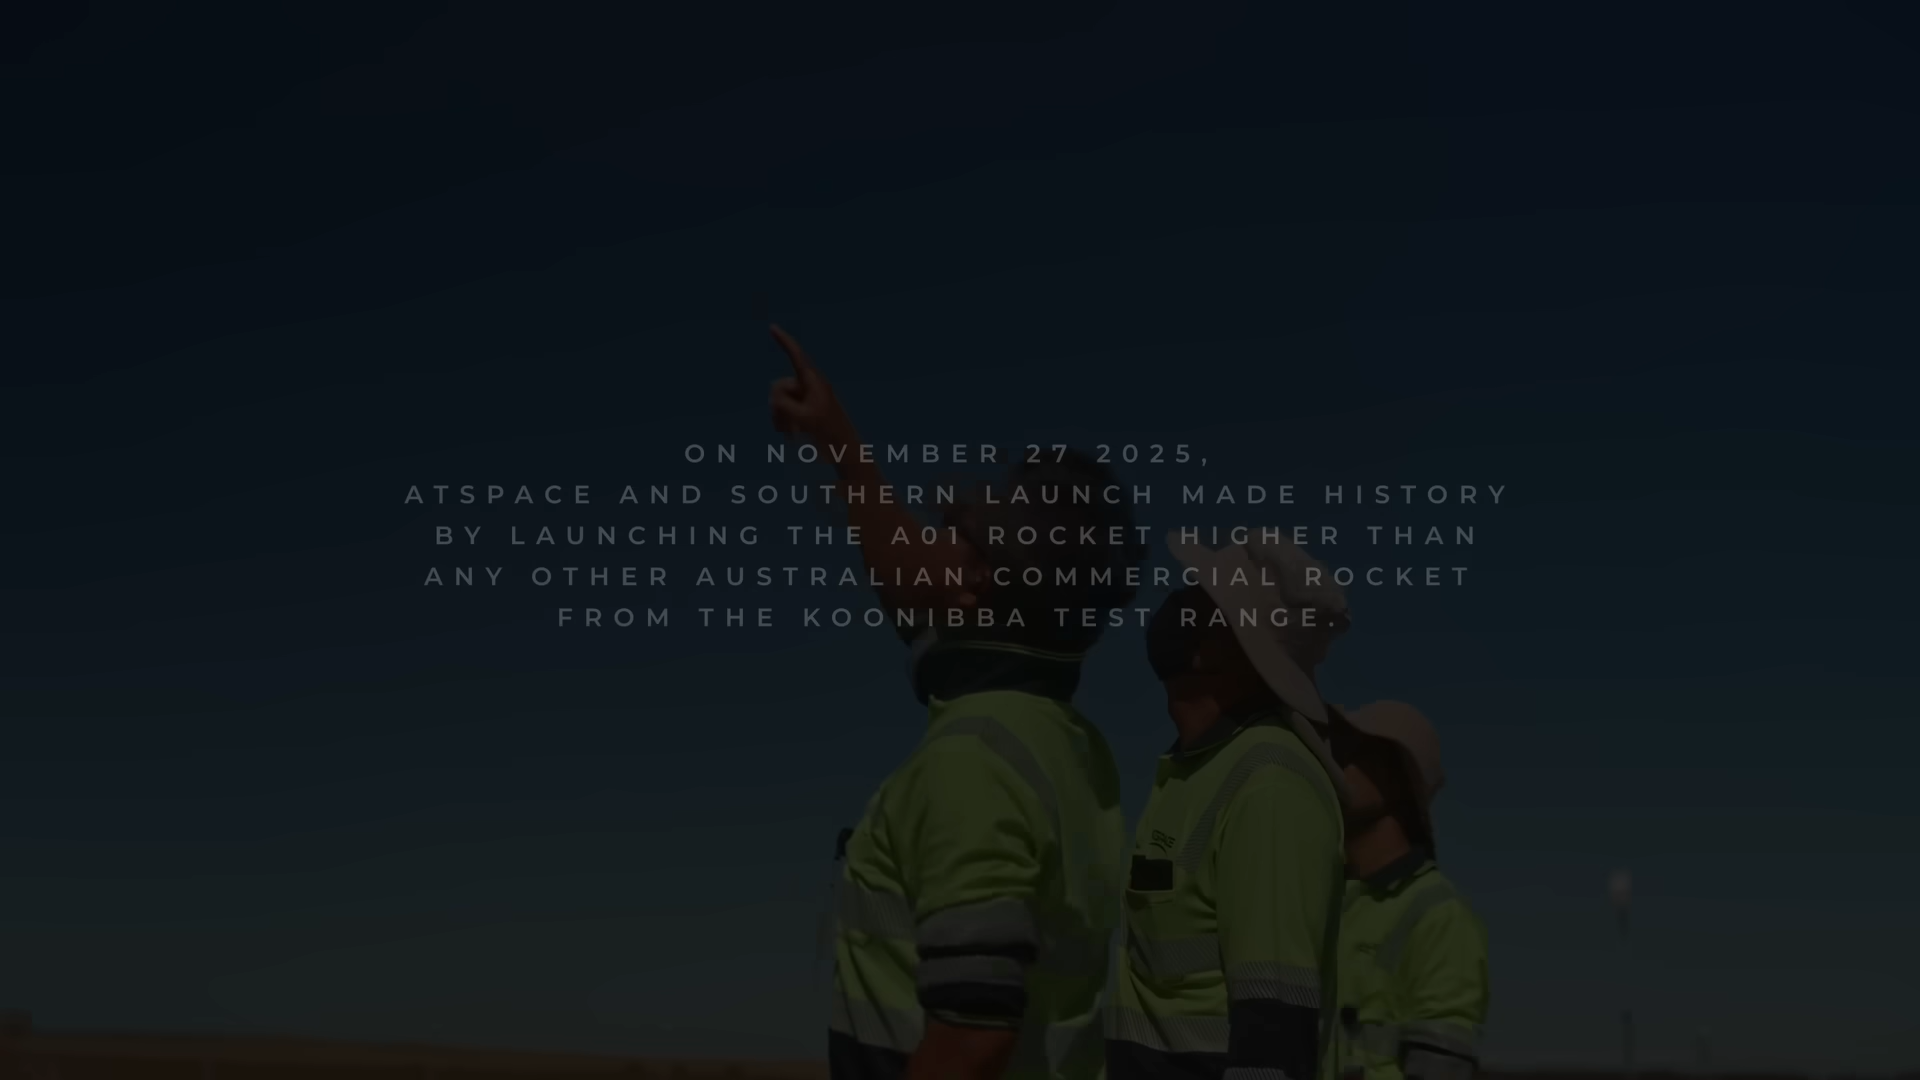 ON NOVEMBER 27 2025,
ATSPACE AND SOUTHERN LAUNCH MADE HISTORY
BY LAUNCHING THE A01 ROCKET HIGHER THAN
ANY OTHER AUSTRALIAN COMMERCIAL ROCKET
FROM THE KOONIBBA TEST RANGE.